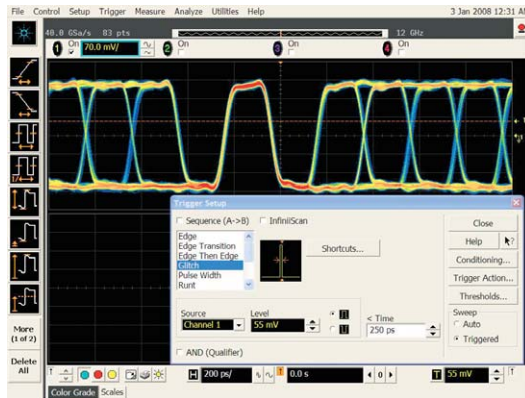 File Control Setup Trigger Measure Analyze Utilities Help 3 Jan 2008 12:31 AM
40.0 GSa/s 83 pts 12 GHz
1 On 70.0 mV/ 2 On 3 On 4 On
Trigger Setup
Sequence (A->B) InfiniiScan
Close
Edge
Edge Transition
Edge Then Edge
Glitch
Pulse Width
Runt
Shortcuts...
Help
Conditioning...
Trigger Action...
Thresholds...
Source Level
Channel 1 55 mV
< Time
250 ps
Sweep
Auto
Triggered
AND (Qualifier)
More
(1 of 2)
Delete
All
H 200 ps/ 0.0 s 0 T 55 mV
Color Grade Scales